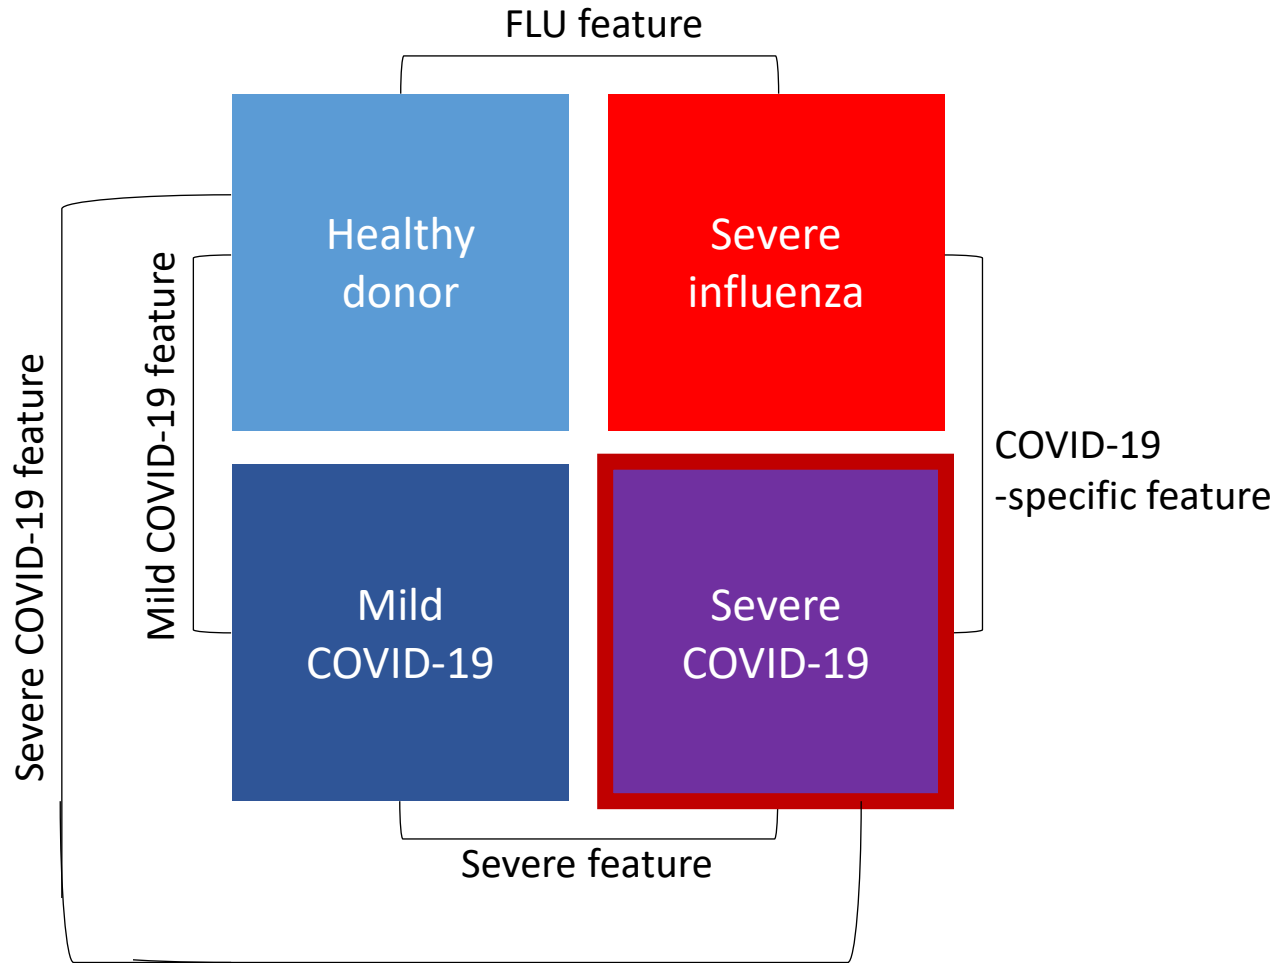 FLU feature
Healthy
donor
Severe
influenza
Severe COVID-19 feature
Mild COVID-19 feature
COVID-19
-specific feature
Mild
COVID-19
Severe
COVID-19
Severe feature